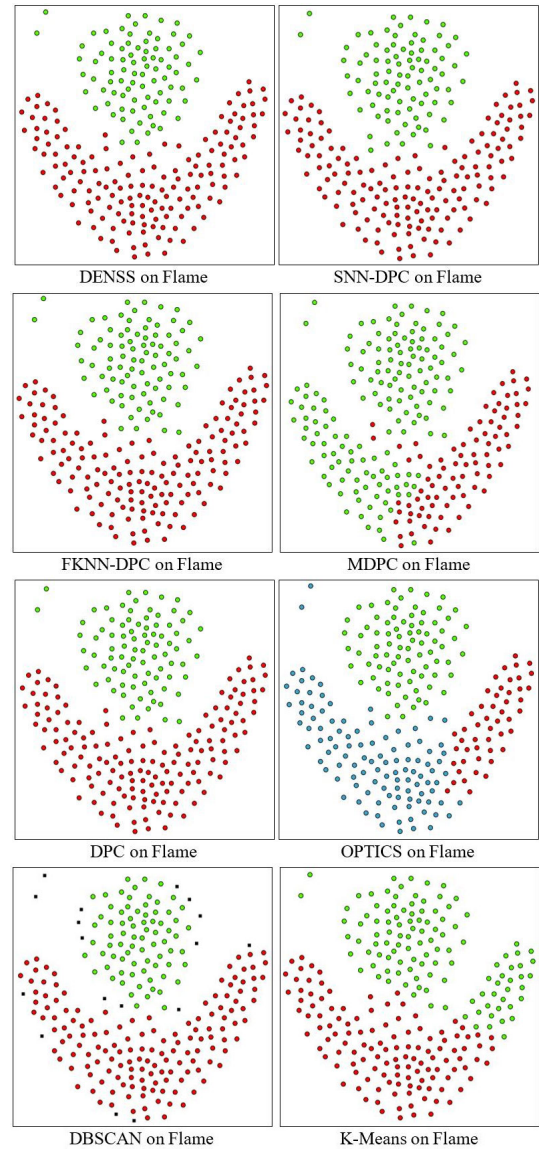 DENSS on Flame
SNN-DPC on Flame
FKNN-DPC on Flame
MDPC on Flame
DPC on Flame
OPTICS on Flame
DBSCAN on Flame
K-Means on Flame